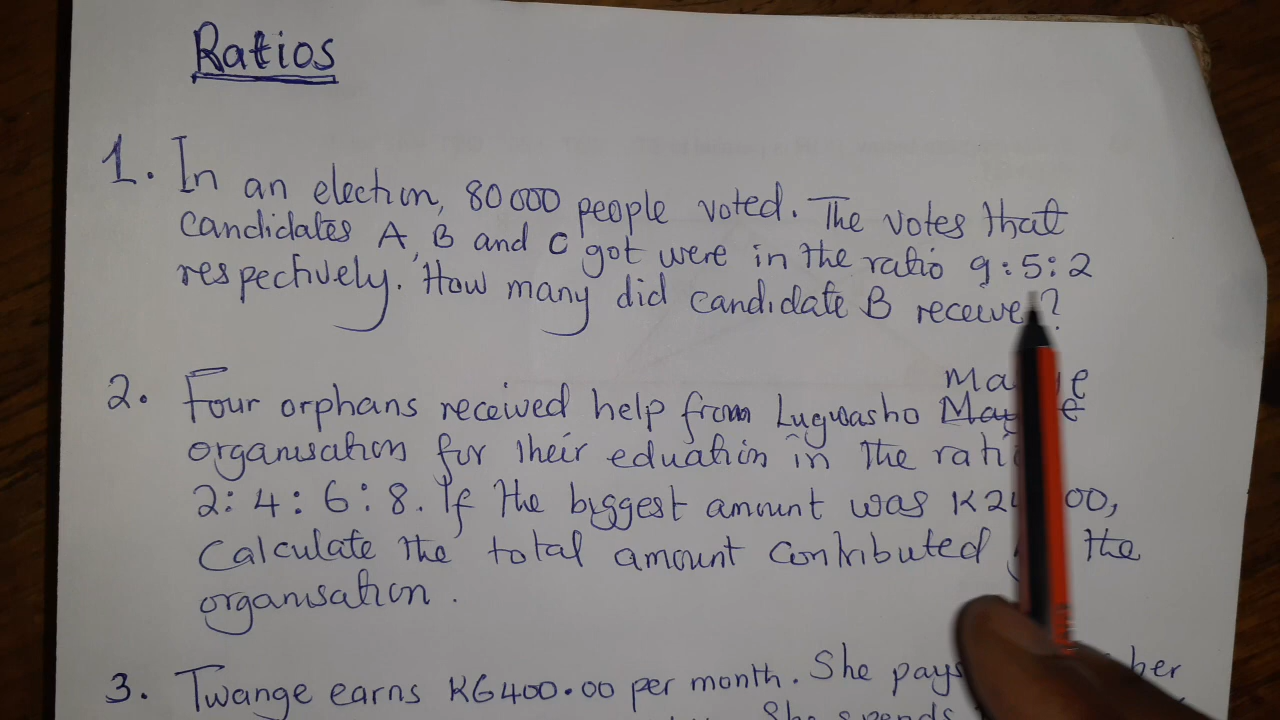 Ratios
1. In an election, 80 000 people voted. The votes that
candidates A, B and C got were in the ratio 9:5:2
respectively. How many did candidate B receive?
Ma
2. Four orphans received help from Lugwasho
organisation for their eduation in the
2:4:6:8. If the biggest amount was
Calculate the total amount contributed the
organisation.
3. Twange earns K6400.00 per month. She pays
She spends